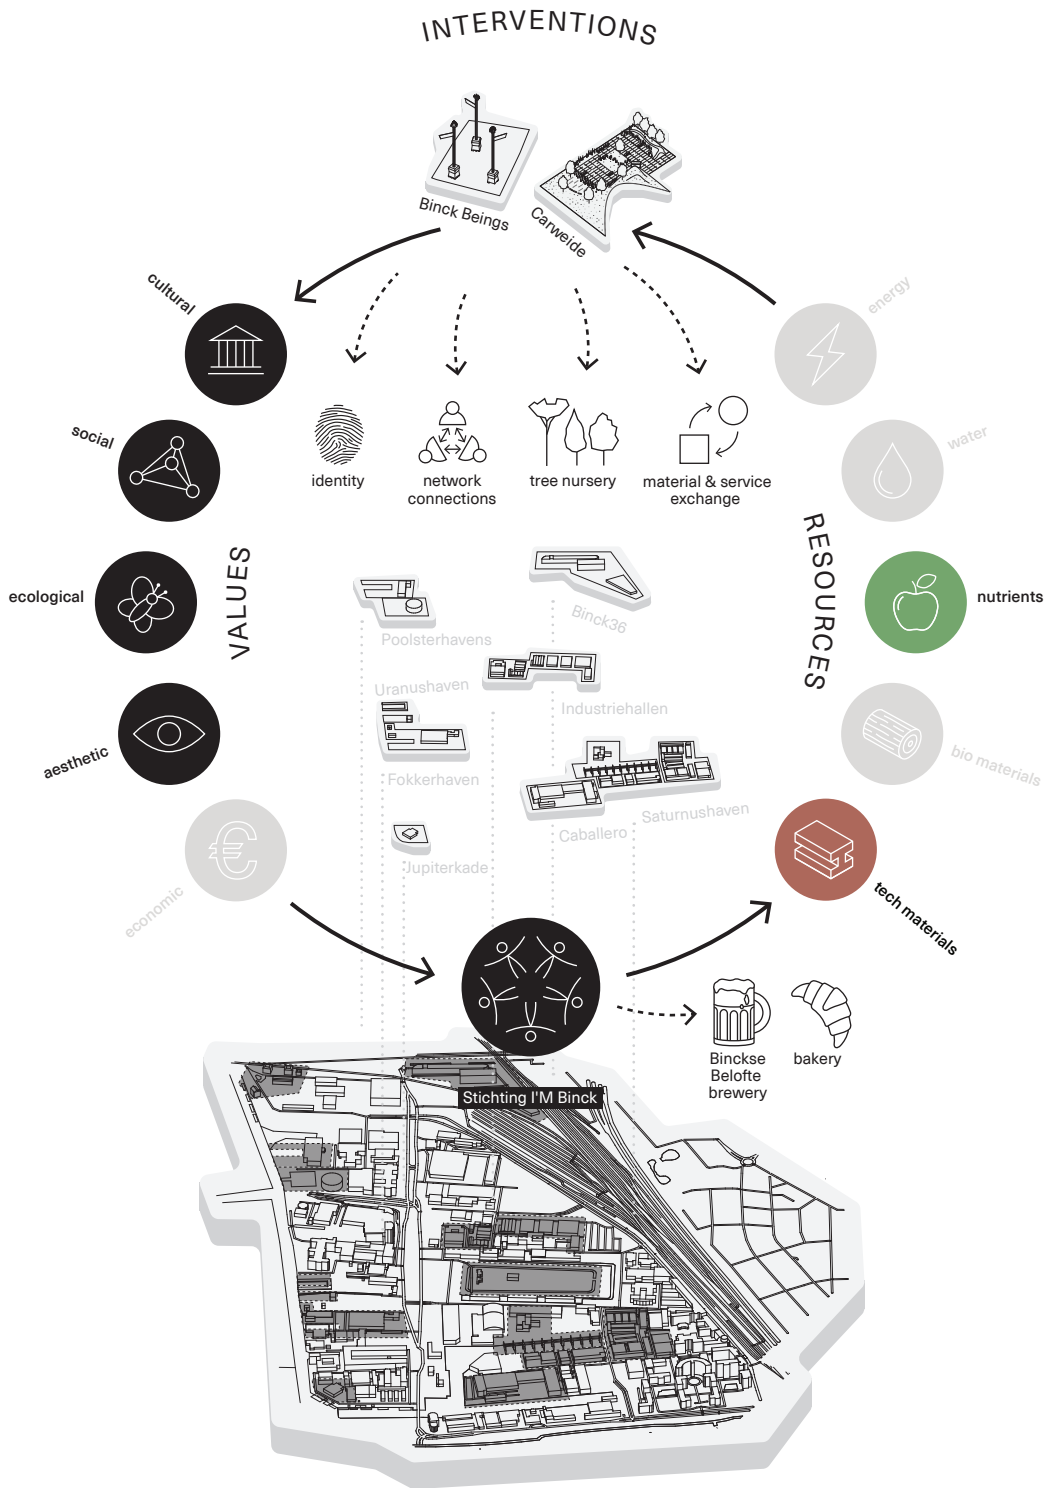 INTERVENTIONS
Binck Beings
Carweide
cultural
energy
social
water
identity
network
connections
tree nursery
material & service
exchange
VALUES
RESOURCES
ecological
nutrients
Poolsterhavens
Binck36
Uranushaven
Industriehallen
aesthetic
bio materials
Fokkerhaven
Saturnushaven
Caballero
Jupiterkade
economic
tech materials
Binckse
Belofte
brewery
bakery
Stichting I'M Binck